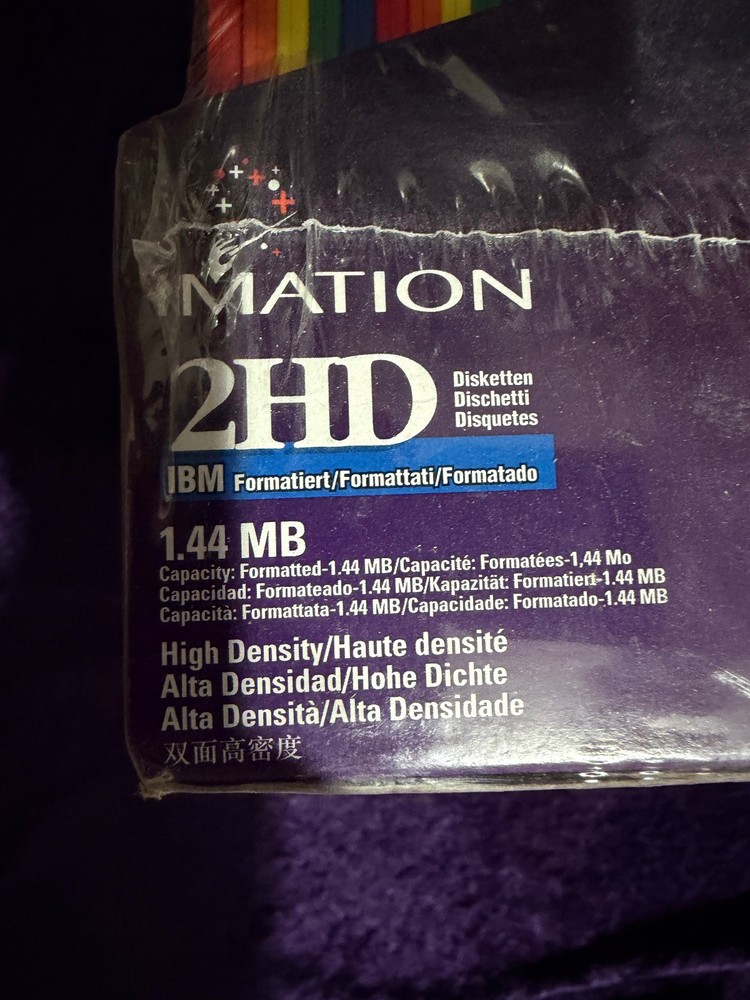 IMATION
2HD
Disketten
Dischetti
Disquetes
IBM Formatiert/Formattati/Formatado
1.44 MB
Capacity: Formatted-1.44 MB/Capacité: Formatées-1,44 Mo
Capacidad: Formateado-1.44 MB/Kapazität: Formatiert-1.44 MB
Capacità: Formattata-1.44 MB/Capacidade: Formatado-1.44 MB
High Density/Haute densité
Alta Densidad/Hohe Dichte
Alta Densità/Alta Densidade
双面高密度